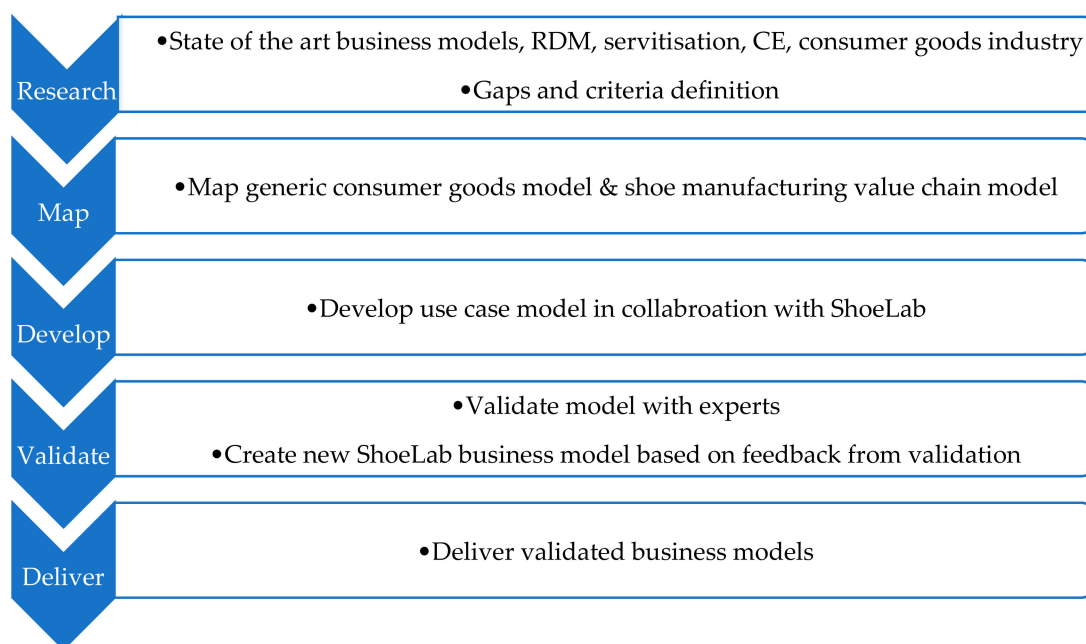 Research
•State of the art business models, RDM, servitisation, CE, consumer goods industry
•Gaps and criteria definition
Map
•Map generic consumer goods model & shoe manufacturing value chain model
Develop
•Develop use case model in collabroation with ShoeLab
Validate
•Validate model with experts
•Create new ShoeLab business model based on feedback from validation
Deliver
•Deliver validated business models